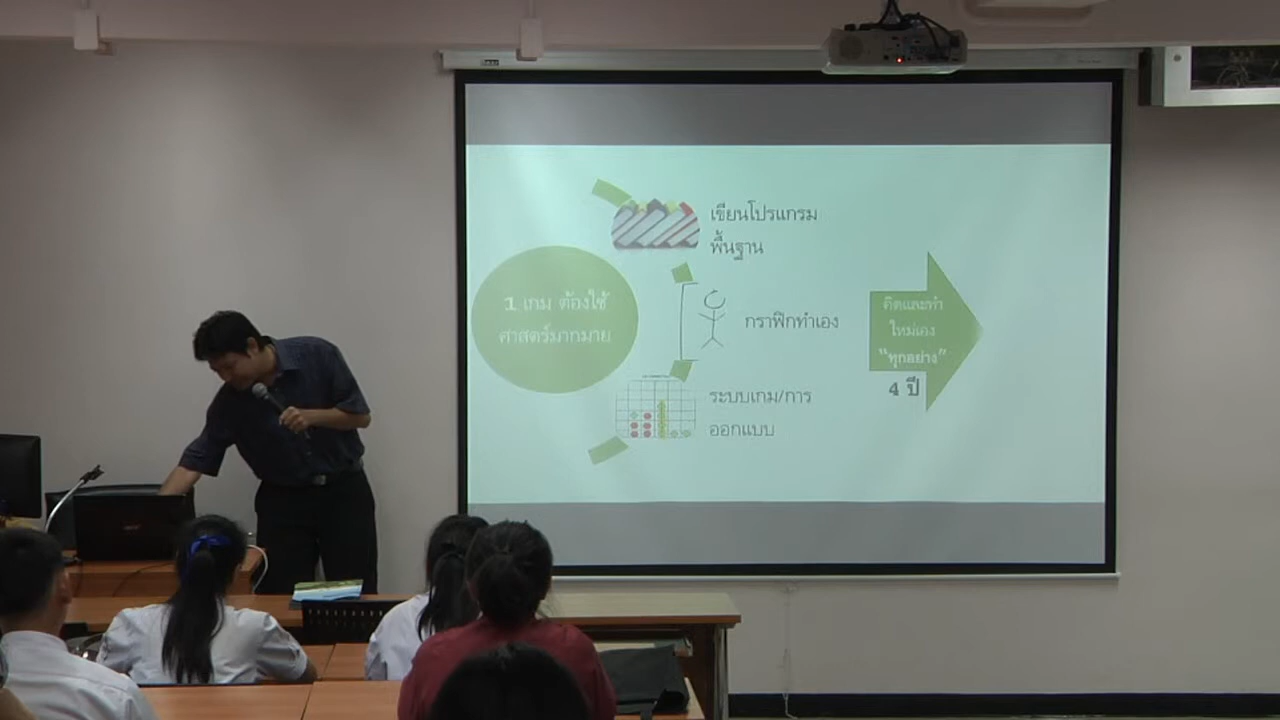 เขียนโปรแกรม
พื้นฐาน
1 เกม ต้องใช้
ศาสตร์มากมาย
กราฟิกทำเอง
คิดและทำ
ใหม่เอง
“ทุกอย่าง”
4 ปี
ระบบเกม/การ
ออกแบบ